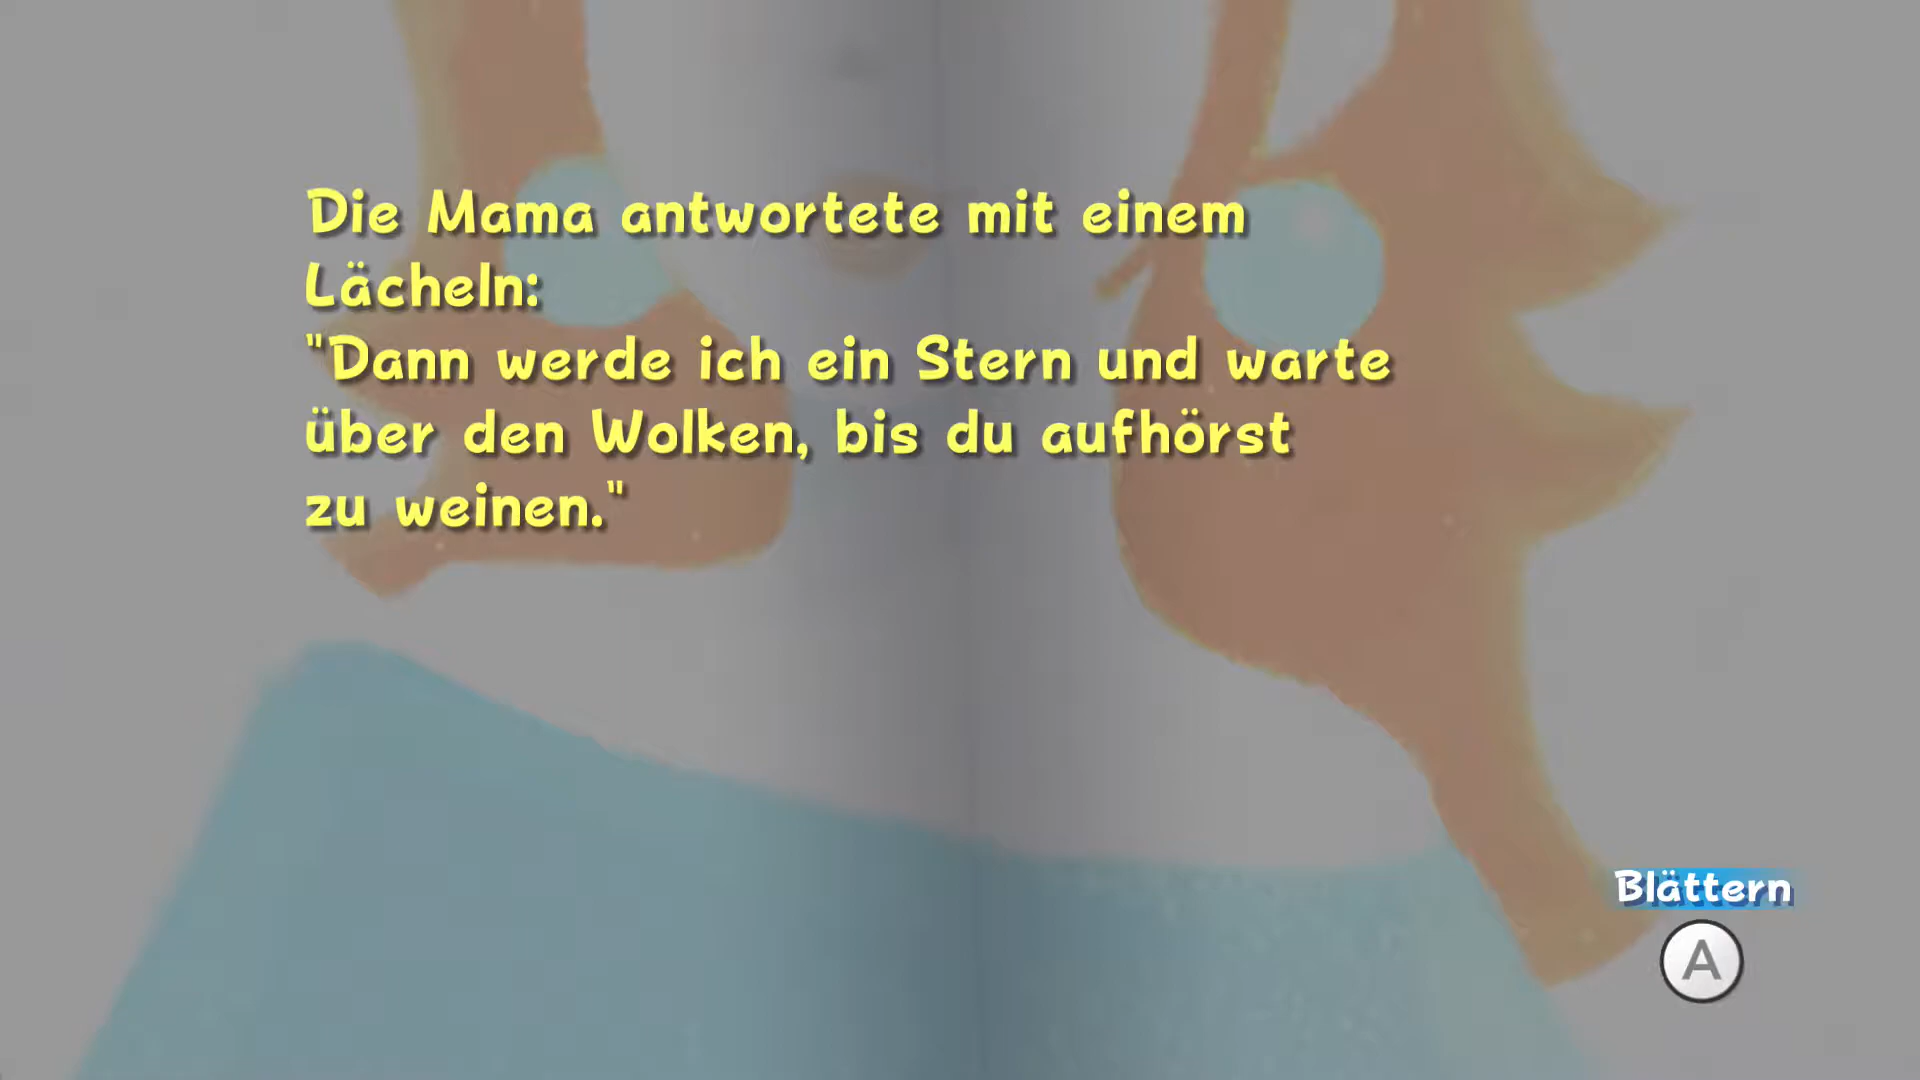 Die Mama antwortete mit einem
Lächeln:
"Dann werde ich ein Stern und warte
über den Wolken, bis du aufhörst
zu weinen."
Blättern
A